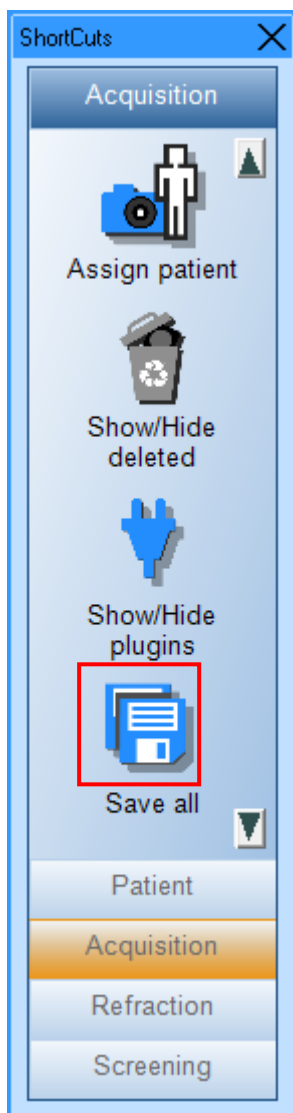 ShortCuts
Acquisition
Assign patient
Show/Hide
deleted
Show/Hide
plugins
Save all
Patient
Acquisition
Refraction
Screening